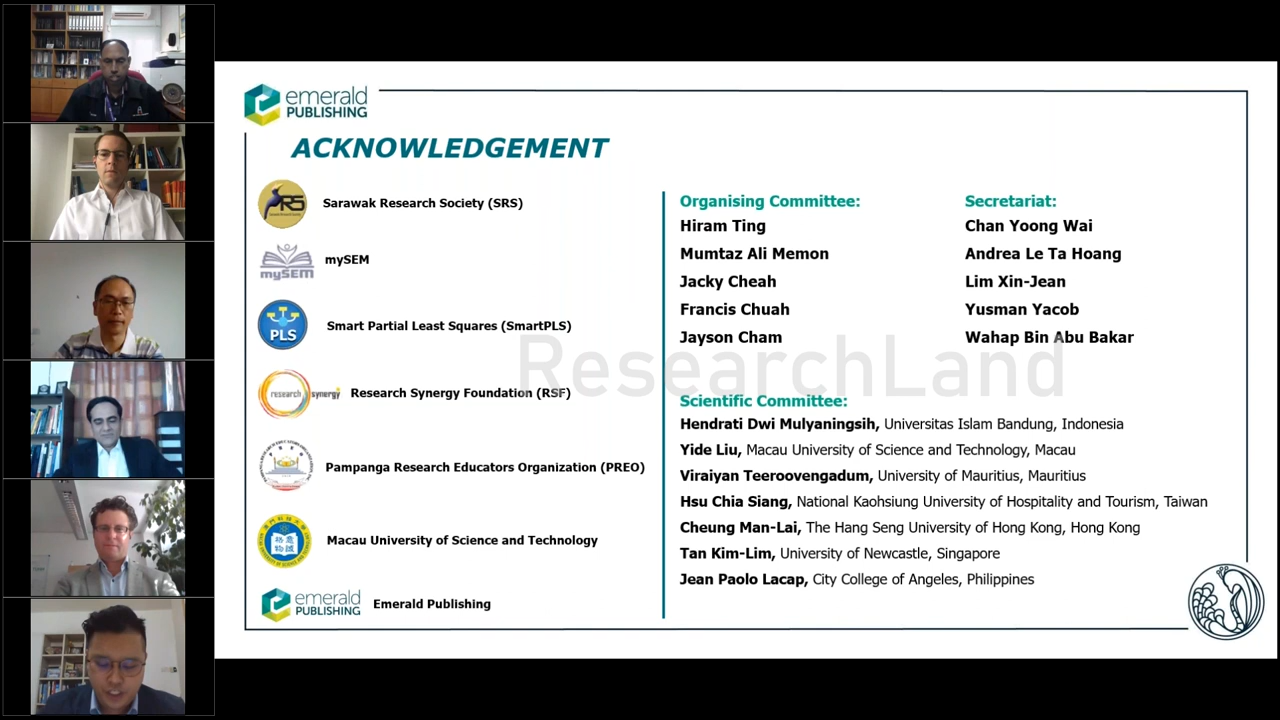 emerald
PUBLISHING
ACKNOWLEDGEMENT
RS
Sarawak Research Society (SRS)
mySEM
mySEM
PLS
Smart Partial Least Squares (SmartPLS)
research synergy
Research Synergy Foundation (RSF)
Pampanga Research Educators Organization (PREO)
Macau University of Science and Technology
emerald
PUBLISHING
Emerald Publishing
Organising Committee:
Hiram Ting
Mumtaz Ali Memon
Jacky Cheah
Francis Chuah
Jayson Cham
Secretariat:
Chan Yoong Wai
Andrea Le Ta Hoang
Lim Xin-Jean
Yusman Yacob
Wahap Bin Abu Bakar
ResearchLand
Scientific Committee:
Hendrati Dwi Mulyaningsih, Universitas Islam Bandung, Indonesia
Yide Liu, Macau University of Science and Technology, Macau
Viraiyan Teeroovengadum, University of Mauritius, Mauritius
Hsu Chia Siang, National Kaohsiung University of Hospitality and Tourism, Taiwan
Cheung Man-Lai, The Hang Seng University of Hong Kong, Hong Kong
Tan Kim-Lim, University of Newcastle, Singapore
Jean Paolo Lacap, City College of Angeles, Philippines